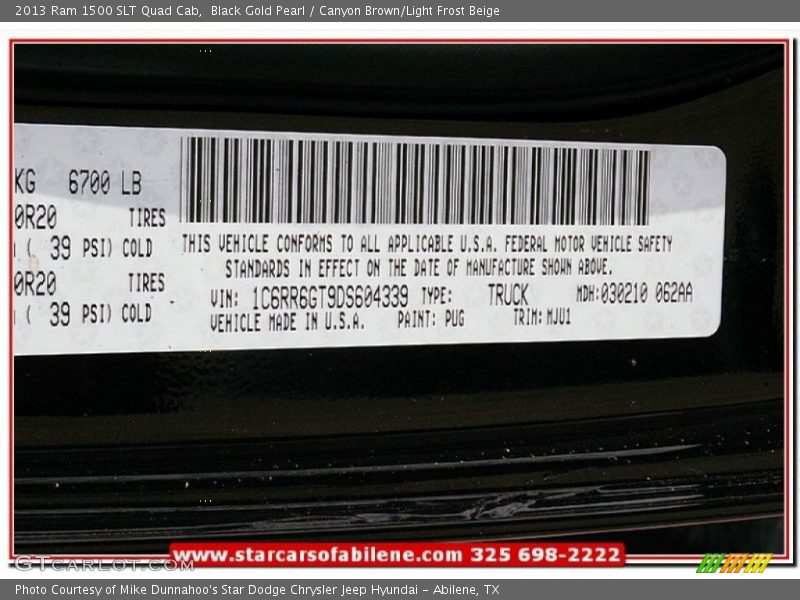 2013 Ram 1500 SLT Quad Cab,  Black Gold Pearl / Canyon Brown/Light Frost Beige
KG 6700 LB
0R20 TIRES
( 39 PSI) COLD
0R20 TIRES
( 39 PSI) COLD
THIS VEHICLE CONFORMS TO ALL APPLICABLE U.S.A. FEDERAL MOTOR VEHICLE SAFETY
STANDARDS IN EFFECT ON THE DATE OF MANUFACTURE SHOWN ABOVE.
VIN: 1C6RR6GT9DS604339 TYPE: TRUCK MDH:030210 062AA
VEHICLE MADE IN U.S.A. PAINT: PUG TRIM: MJU1
www.starcarsofabilene.com 325 698-2222
GTCarLot.com
Photo Courtesy of Mike Dunnahoo's Star Dodge Chrysler Jeep Hyundai - Abilene, TX